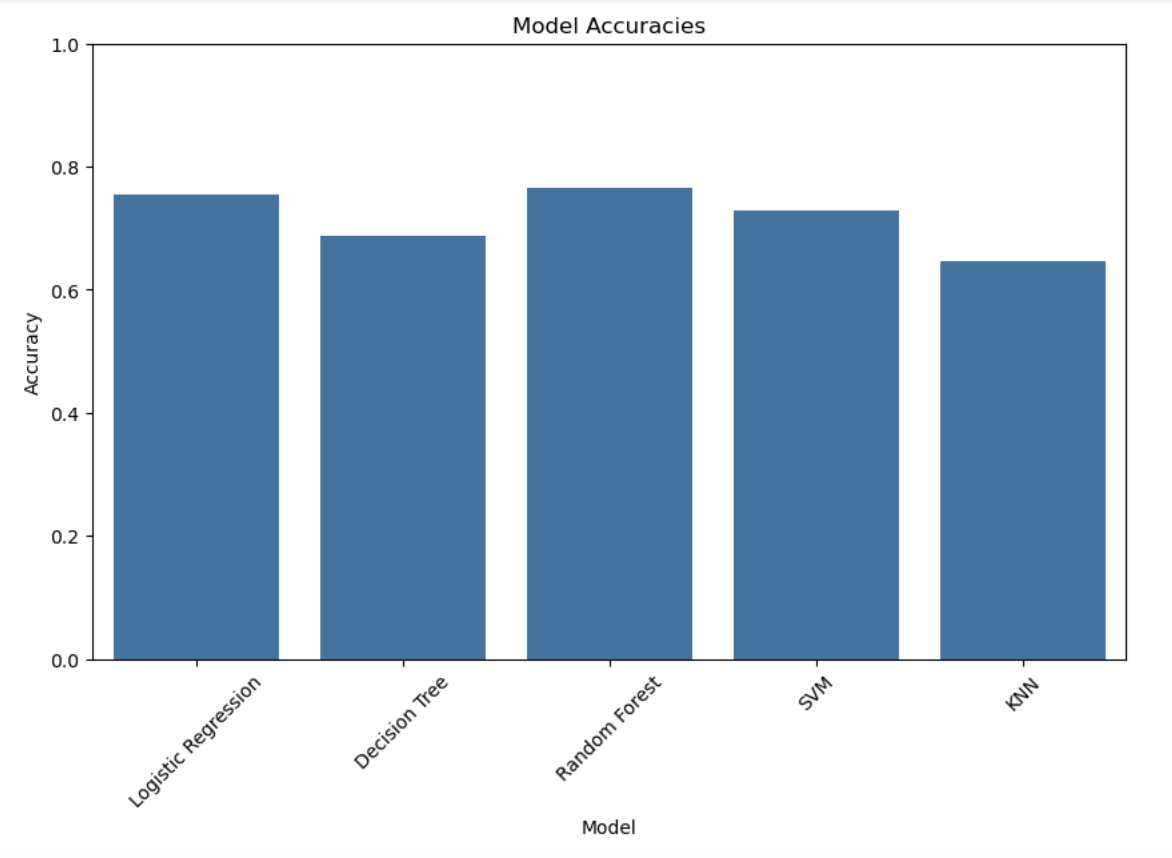 Model Accuracies
1.0
0.8
0.6
0.4
0.2
0.0
Accuracy
Logistic Regression
Decision Tree
Random Forest
SVM
KNN
Model